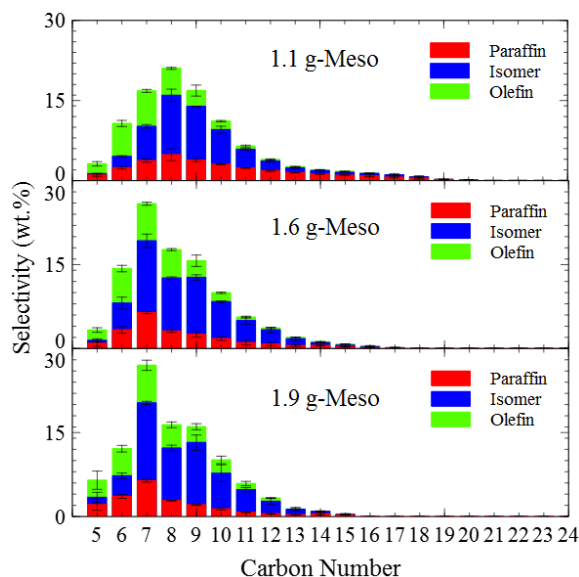 30
1.1 g-Meso
Paraffin
Isomer
Olefin
15
0
30
1.6 g-Meso
Paraffin
Isomer
Olefin
15
0
Selectivity (wt.%)
30
1.9 g-Meso
Paraffin
Isomer
Olefin
15
0
5 6 7 8 9 10 11 12 13 14 15 16 17 18 19 20 21 22 23 24
Carbon Number